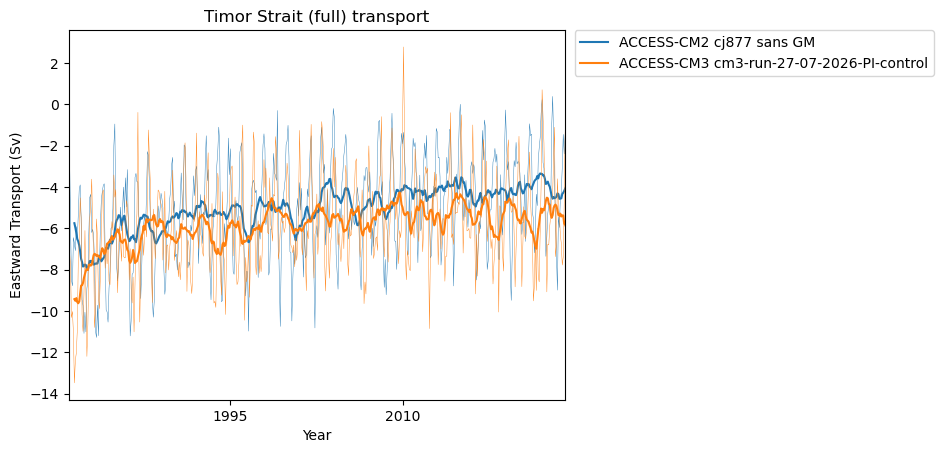 Timor Strait (full) transport
ACCESS-CM2 cj877 sans GM
ACCESS-CM3 cm3-run-27-07-2026-PI-control
Eastward Transport (Sv)
2
0
−2
−4
−6
−8
−10
−12
−14
1995
2010
Year